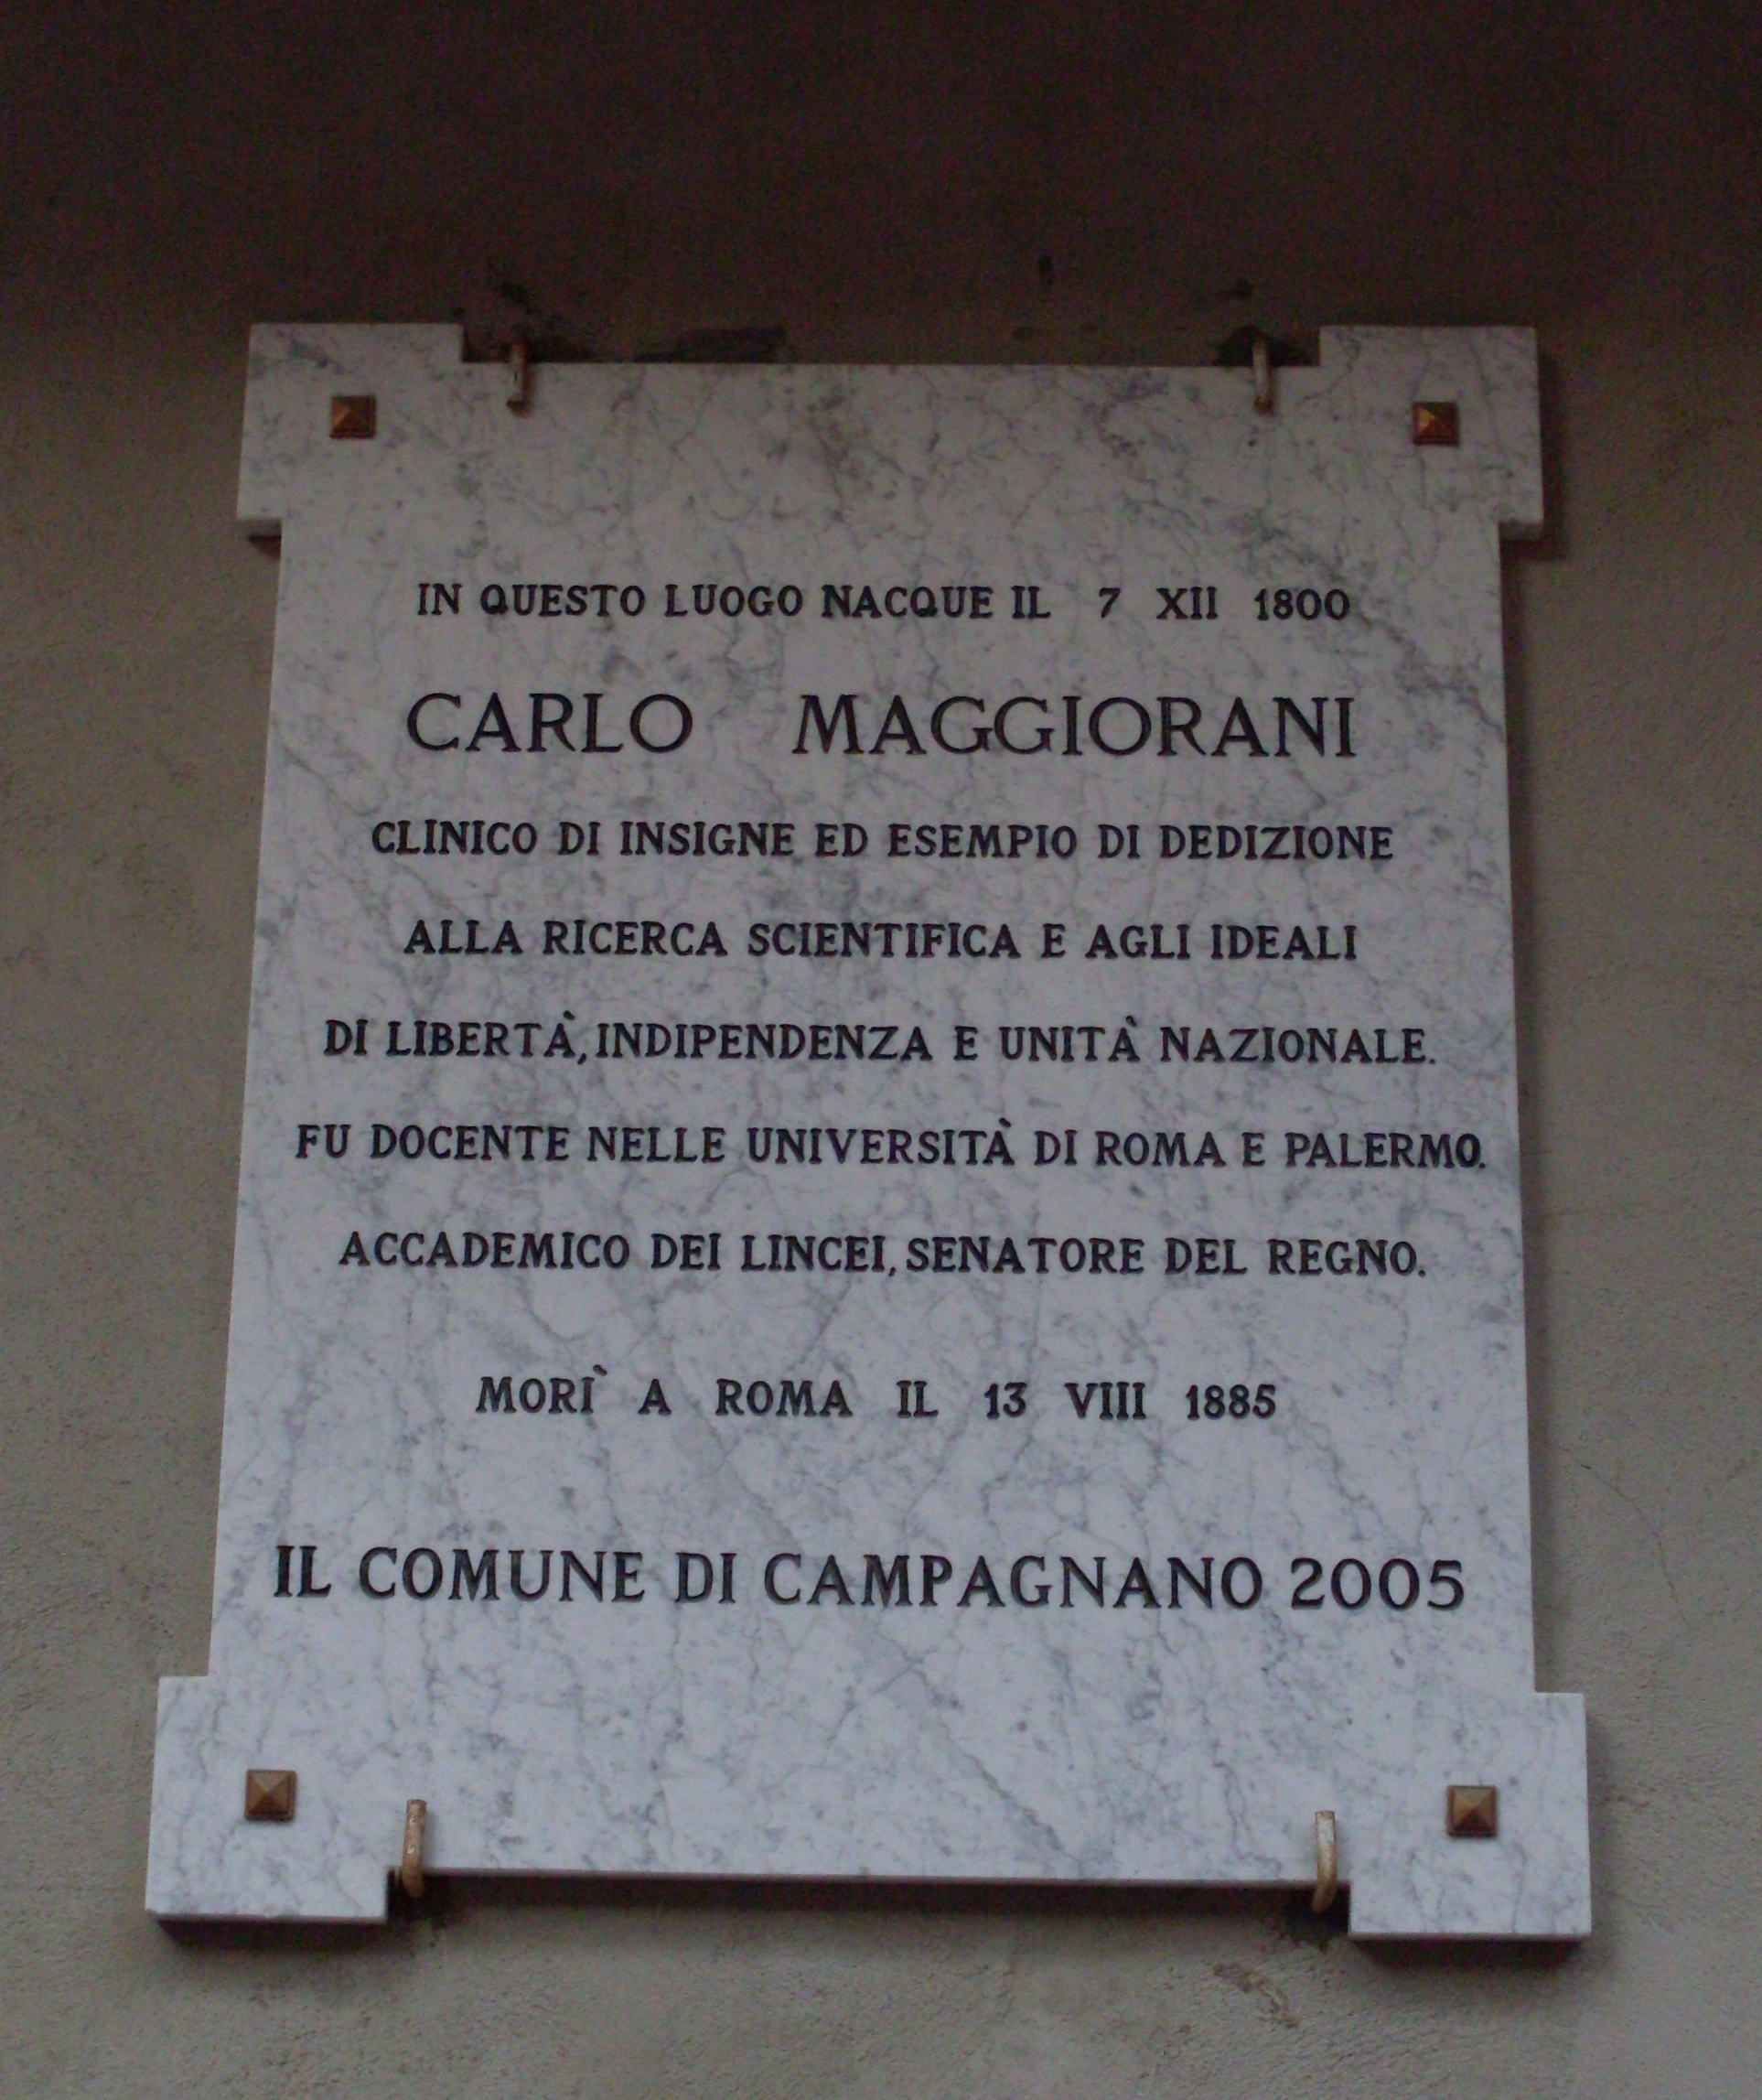 IN QUESTO LUOGO NACQUE IL 7 XII 1800
CARLO MAGGIORANI
CLINICO DI INSIGNE ED ESEMPIO DI DEDIZIONE
ALLA RICERCA SCIENTIFICA E AGLI IDEALI
DI LIBERTÀ, INDIPENDENZA E UNITÀ NAZIONALE.
FU DOCENTE NELLE UNIVERSITÀ DI ROMA E PALERMO.
ACCADEMICO DEI LINCEI, SENATORE DEL REGNO.
MORÌ A ROMA IL 13 VIII 1885
IL COMUNE DI CAMPAGNANO 2005